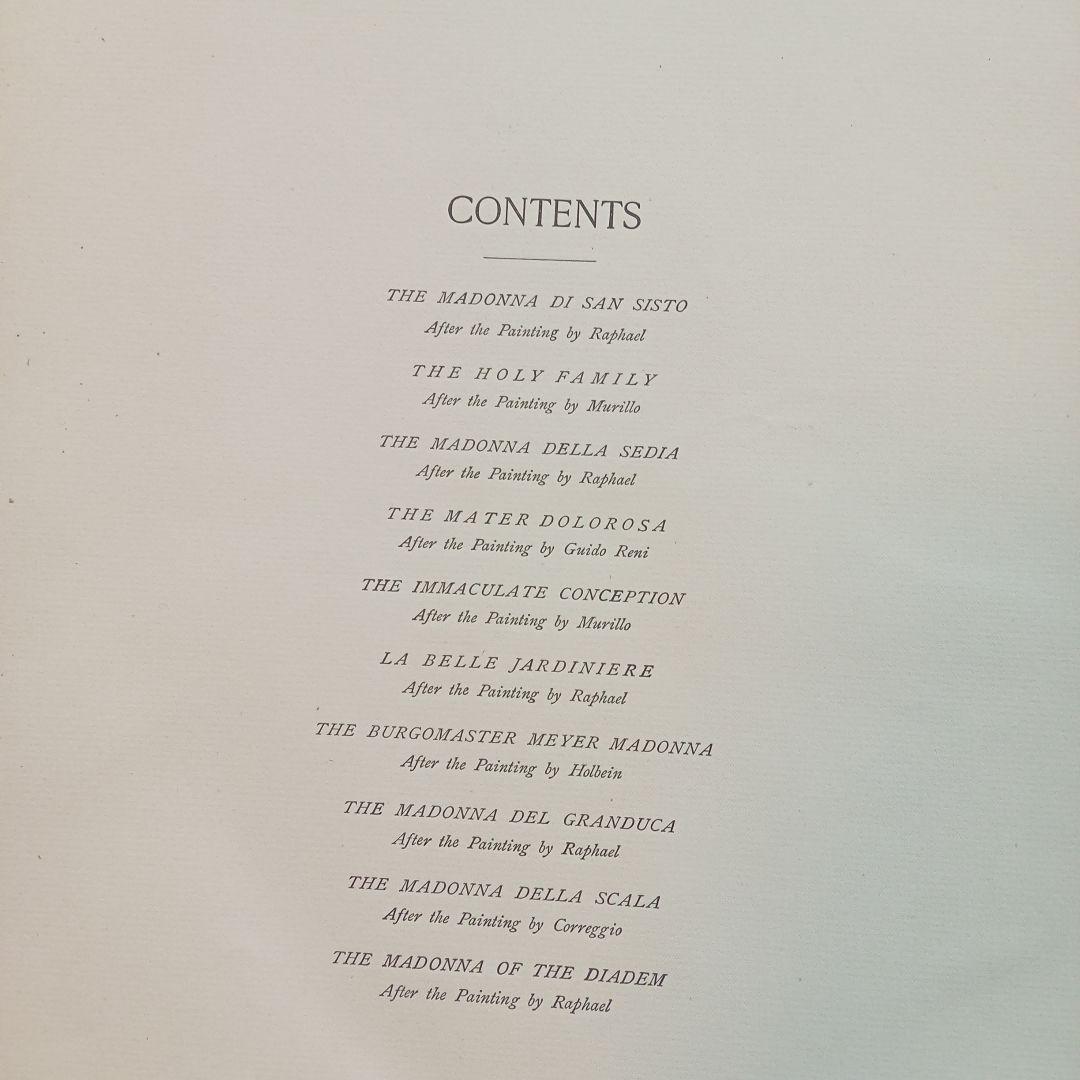 CONTENTS
THE MADONNA DI SAN SISTO
After the Painting by Raphael
THE HOLY FAMILY
After the Painting by Murillo
THE MADONNA DELLA SEDIA
After the Painting by Raphael
THE MATER DOLOROSA
After the Painting by Guido Reni
THE IMMACULATE CONCEPTION
After the Painting by Murillo
LA BELLE JARDINIERE
After the Painting by Raphael
THE BURGOMASTER MEYER MADONNA
After the Painting by Holbein
THE MADONNA DEL GRANDUCA
After the Painting by Raphael
THE MADONNA DELLA SCALA
After the Painting by Correggio
THE MADONNA OF THE DIADEM
After the Painting by Raphael